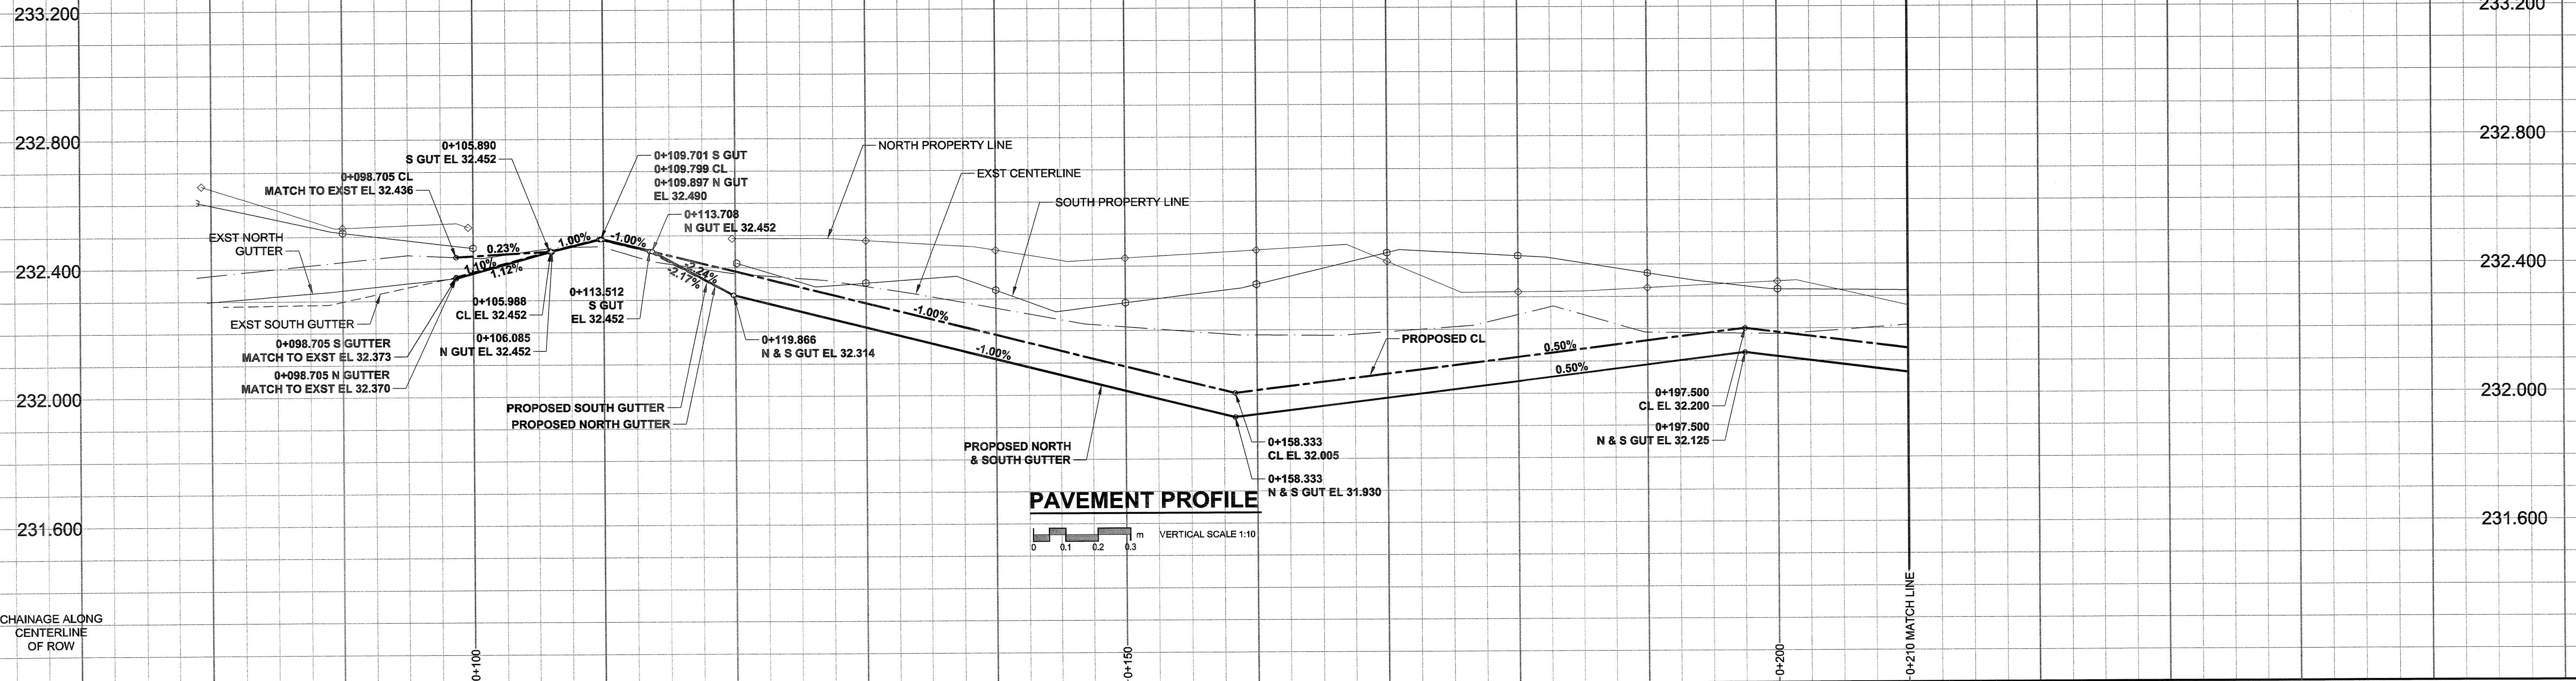 233.200
233.200
232.800
232.800
232.400
232.400
232.000
232.000
231.600
231.600
0+105.890
S GUT EL 32.452
0+098.705 CL
MATCH TO EXST EL 32.436
0+109.701 S GUT
0+109.799 CL
0+109.897 N GUT
EL 32.490
0+113.708
N GUT EL 32.452
NORTH PROPERTY LINE
EXST CENTERLINE
SOUTH PROPERTY LINE
EXST NORTH
GUTTER
0.23%
1.00%
-1.00%
1.10%
1.12%
-2.24%
-2.17%
EXST SOUTH GUTTER
0+105.988
CL EL 32.452
0+113.512
S GUT
EL 32.452
-1.00%
0+098.705 S GUTTER
MATCH TO EXST EL 32.373
0+106.085
N GUT EL 32.452
0+098.705 N GUTTER
MATCH TO EXST EL 32.370
0+119.866
N & S GUT EL 32.314
-1.00%
PROPOSED CL
0.50%
0.50%
PROPOSED SOUTH GUTTER
PROPOSED NORTH GUTTER
PROPOSED NORTH
& SOUTH GUTTER
0+158.333
CL EL 32.005
0+158.333
N & S GUT EL 31.930
0+197.500
CL EL 32.200
0+197.500
N & S GUT EL 32.125
PAVEMENT PROFILE
0 0.1 0.2 0.3 m VERTICAL SCALE 1:10
CHAINAGE ALONG
CENTERLINE
OF ROW
0+100
0+150
0+200
0+210 MATCH LINE